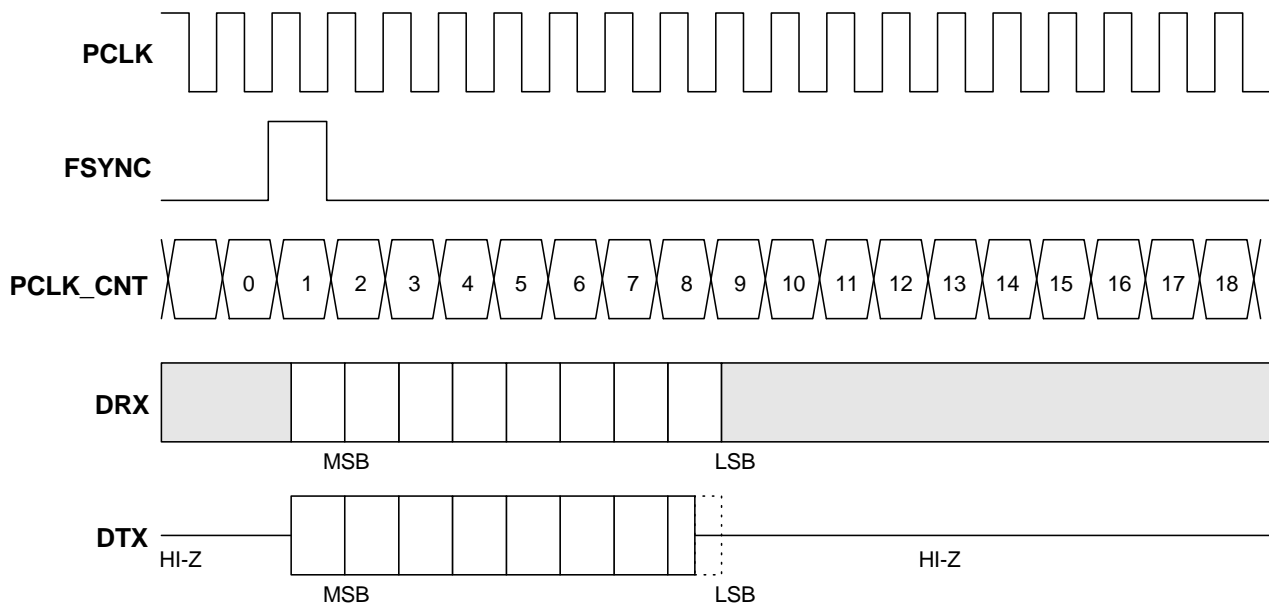 PCLK
FSYNC
PCLK_CNT 0 1 2 3 4 5 6 7 8 9 10 11 12 13 14 15 16 17 18
DRX
MSB LSB
DTX
HI-Z HI-Z
MSB LSB